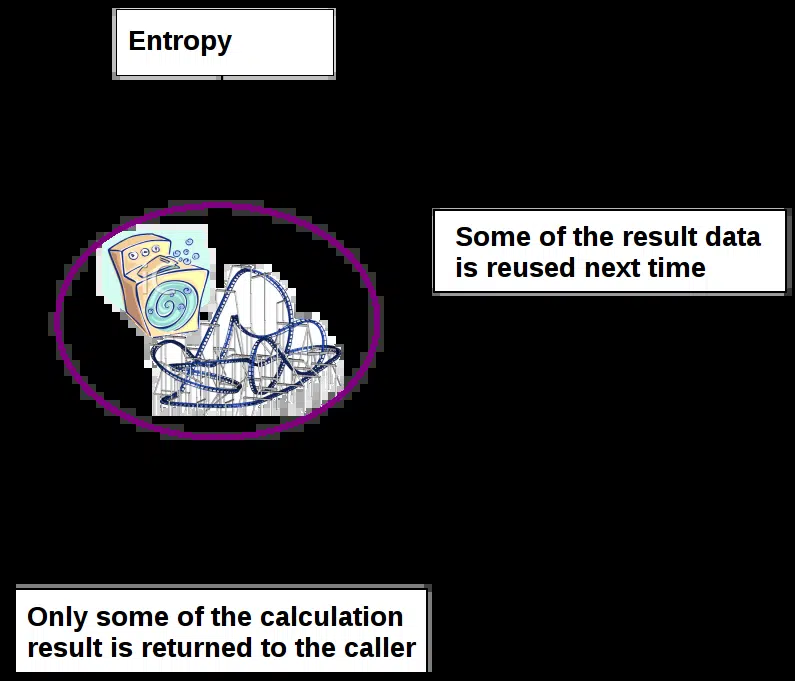 Entropy
Some of the result data
is reused next time
Only some of the calculation
result is returned to the caller